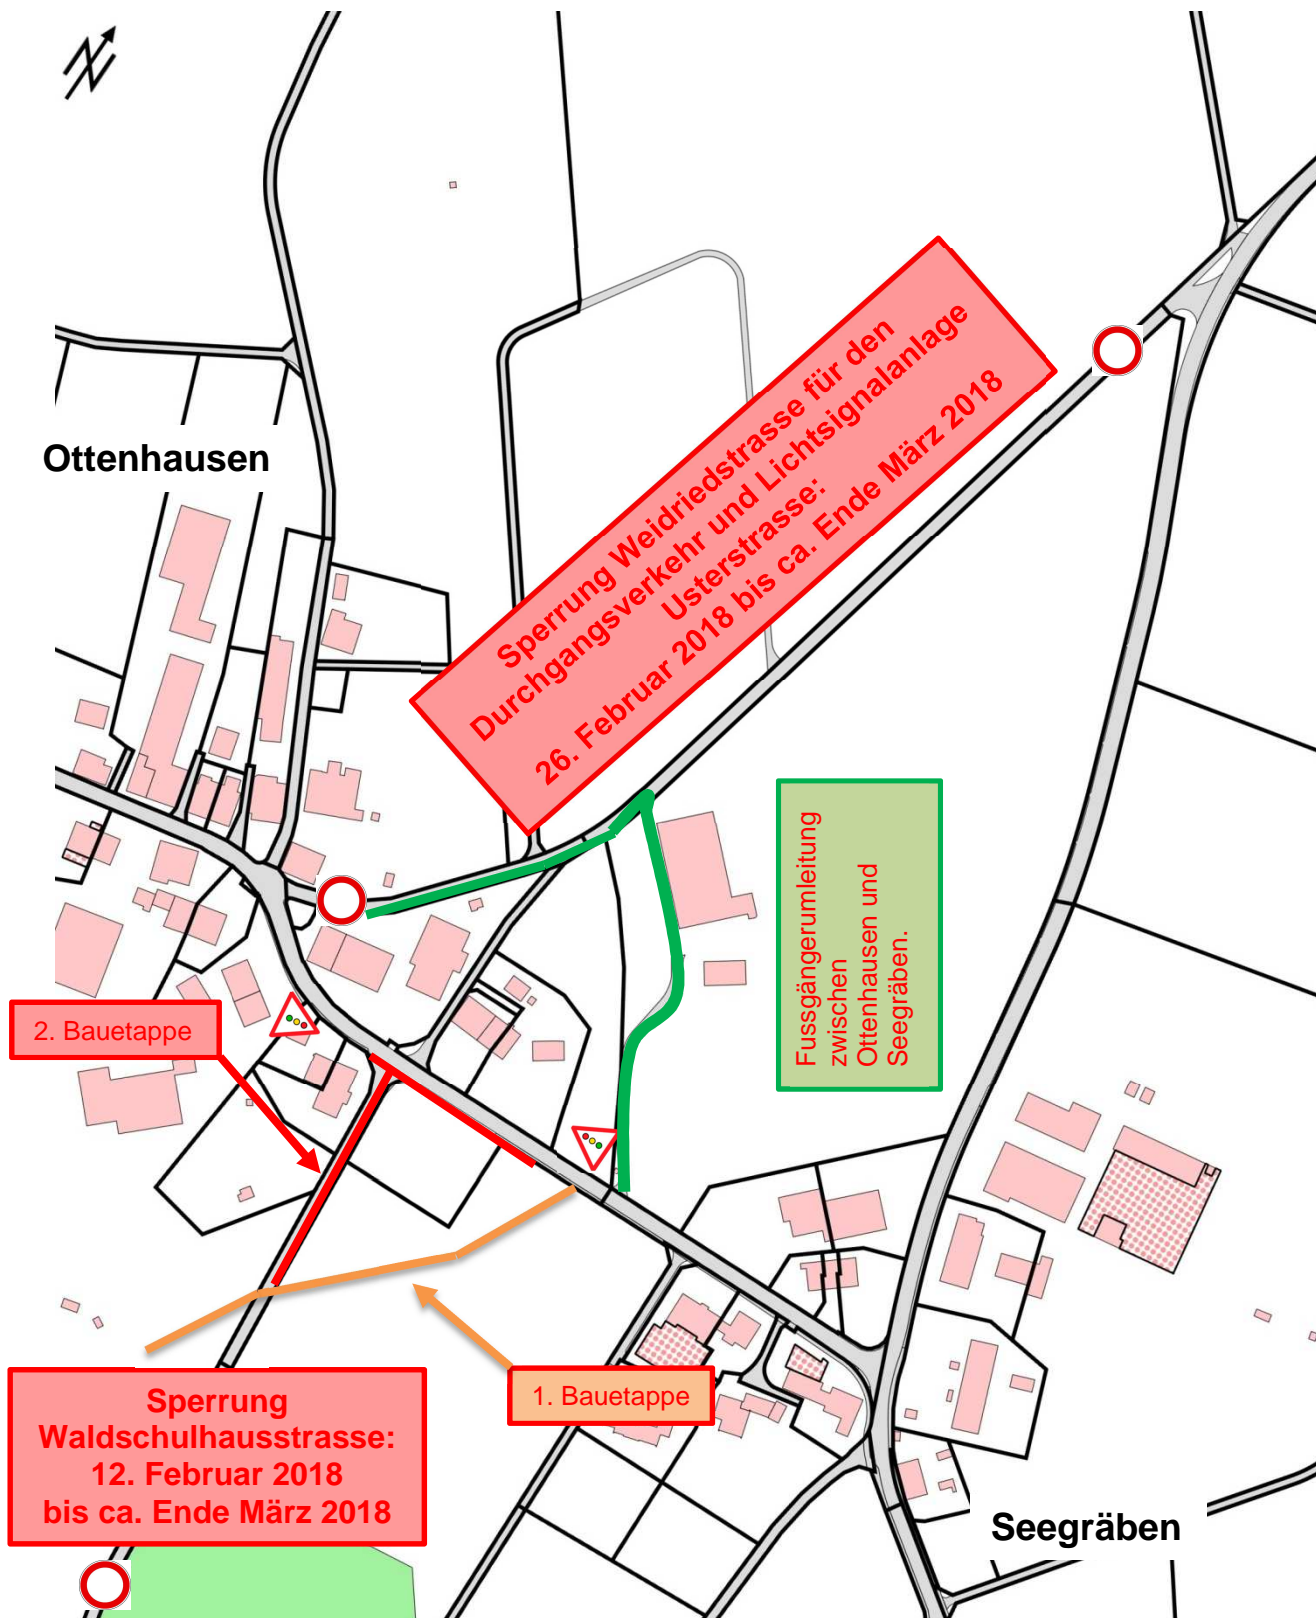 Ottenhausen
Sperrung Weidriedstrasse für den
Durchgangsverkehr und Lichtsignalanlage
Usterstrasse:
26. Februar 2018 bis ca. Ende März 2018
Fussgängerumleitung
zwischen
Ottenhausen und
Seegräben.
2. Bauetappe
1. Bauetappe
Sperrung
Waldschulhausstrasse:
12. Februar 2018
bis ca. Ende März 2018
Seegräben